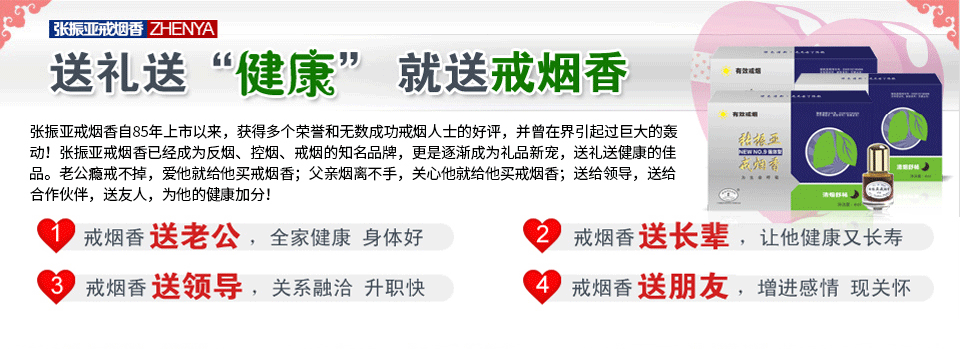 张振亚戒烟香 ZHENYA
送礼送“健康” 就送戒烟香
张振亚戒烟香自85年上市以来，获得多个荣誉和无数成功戒烟人士的好评，并曾在界引起过巨大的轰
动！张振亚戒烟香已经成为反烟、控烟、戒烟的知名品牌，更是逐渐成为礼品新宠，送礼送健康的佳
品。老公瘾戒不掉，爱他就给他买戒烟香；父亲烟离不手，关心他就给他买戒烟香；送给领导，送给
合作伙伴，送友人，为他的健康加分！
有效戒烟
有效戒烟
张振亚
NEW NO.9
戒烟香
浓烟舒械
1 戒烟香 送老公，全家健康 身体好
2 戒烟香 送长辈，让他健康又长寿
3 戒烟香 送领导，关系融洽 升职快
4 戒烟香 送朋友，增进感情 现关怀